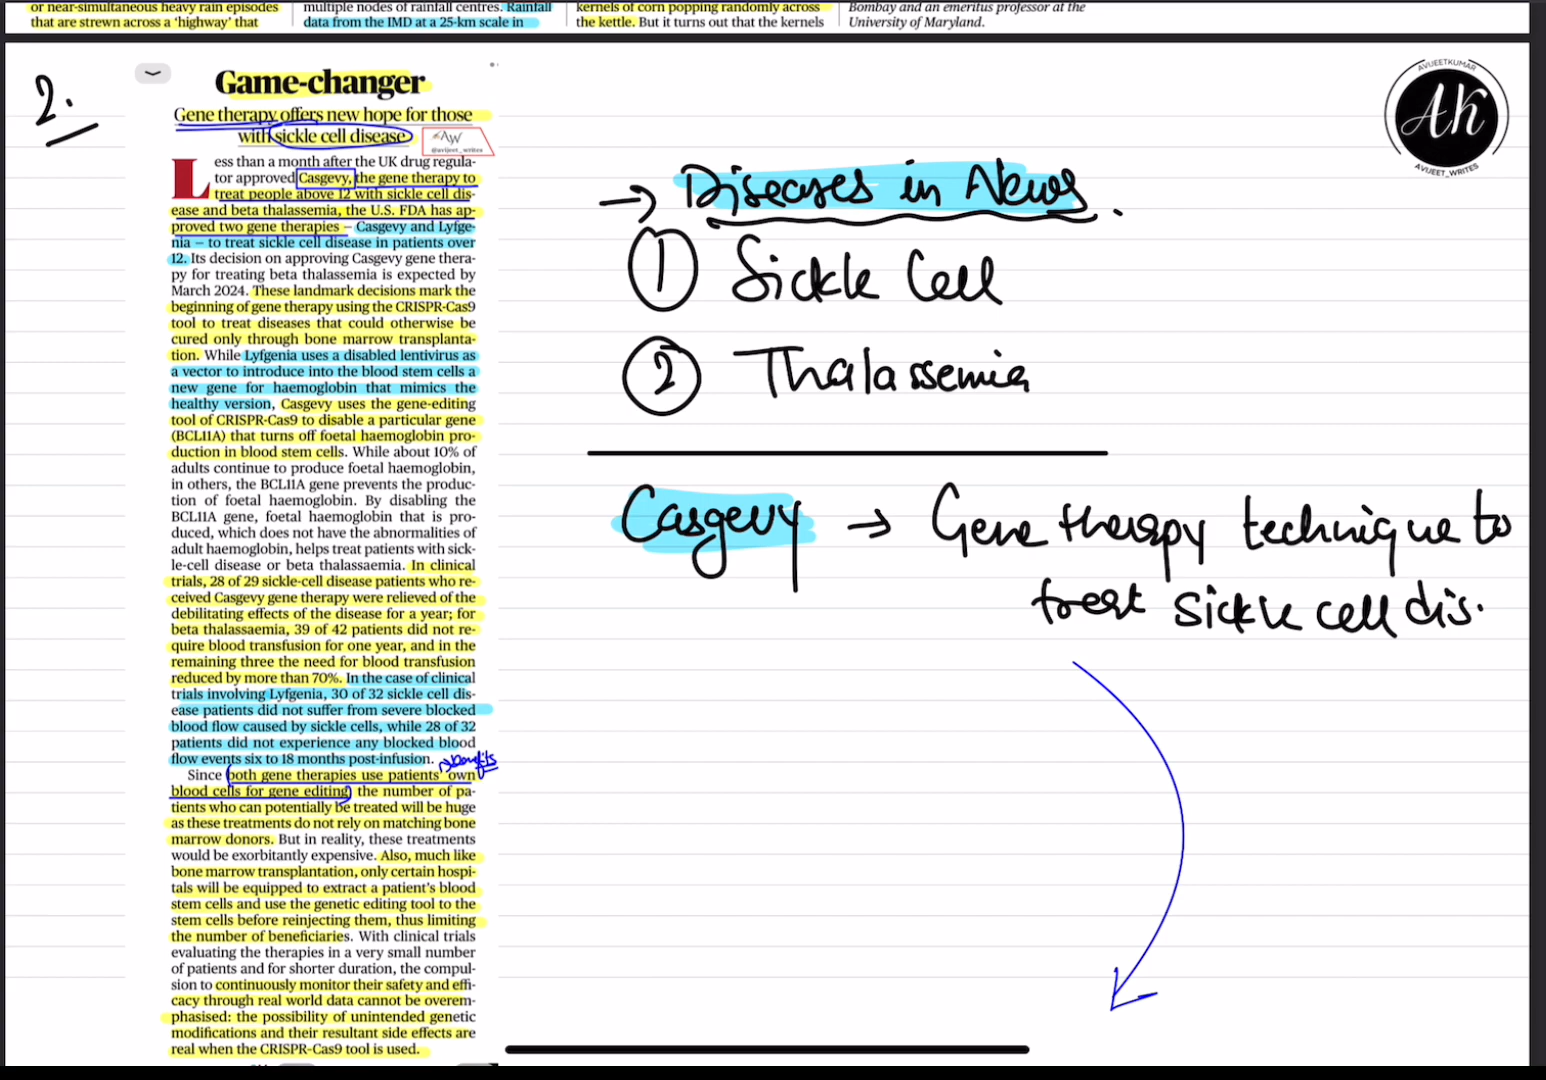 or near-simultaneous heavy rain episodes
that are strewn across a ‘highway’ that
multiple nodes of rainfall centres. Rainfall
data from the IMD at a 25-km scale in
kernels of corn popping randomly across
the kettle. But it turns out that the kernels
Bombay and an emeritus professor at the
University of Maryland.
2.
Game-changer
Gene therapy offers new hope for those
with sickle cell disease
AW
@avijeet_writes
Less than a month after the UK drug regula-
tor approved Casgevy, the gene therapy to
treat people above 12 with sickle cell dis-
ease and beta thalassemia, the U.S. FDA has ap-
proved two gene therapies — Casgevy and Lyfge-
nia — to treat sickle cell disease in patients over
12. Its decision on approving Casgevy gene thera-
py for treating beta thalassemia is expected by
March 2024. These landmark decisions mark the
beginning of gene therapy using the CRISPR-Cas9
tool to treat diseases that could otherwise be
cured only through bone marrow transplanta-
tion. While Lyfgenia uses a disabled lentivirus as
a vector to introduce into the blood stem cells a
new gene for haemoglobin that mimics the
healthy version, Casgevy uses the gene-editing
tool of CRISPR-Cas9 to disable a particular gene
(BCL11A) that turns off foetal haemoglobin pro-
duction in blood stem cells. While about 10% of
adults continue to produce foetal haemoglobin,
in others, the BCL11A gene prevents the produc-
tion of foetal haemoglobin. By disabling the
BCL11A gene, foetal haemoglobin that is pro-
duced, which does not have the abnormalities of
adult haemoglobin, helps treat patients with sick-
le-cell disease or beta thalassaemia. In clinical
trials, 28 of 29 sickle-cell disease patients who re-
ceived Casgevy gene therapy were relieved of the
debilitating effects of the disease for a year; for
beta thalassaemia, 39 of 42 patients did not re-
quire blood transfusion for one year, and in the
remaining three the need for blood transfusion
reduced by more than 70%. In the case of clinical
trials involving Lyfgenia, 30 of 32 sickle cell dis-
ease patients did not suffer from severe blocked
blood flow caused by sickle cells, while 28 of 32
patients did not experience any blocked blood
flow events six to 18 months post-infusion.
benefits
Since both gene therapies use patients’ own
blood cells for gene editing, the number of pa-
tients who can potentially be treated will be huge
as these treatments do not rely on matching bone
marrow donors. But in reality, these treatments
would be exorbitantly expensive. Also, much like
bone marrow transplantation, only certain hospi-
tals will be equipped to extract a patient’s blood
stem cells and use the genetic editing tool to the
stem cells before reinjecting them, thus limiting
the number of beneficiaries. With clinical trials
evaluating the therapies in a very small number
of patients and for shorter duration, the compul-
sion to continuously monitor their safety and effi-
cacy through real world data cannot be overem-
phasised: the possibility of unintended genetic
modifications and their resultant side effects are
real when the CRISPR-Cas9 tool is used.
AVIJEETKUMAR
AK
AVIJEET_WRITES
→ Diseases in News.
① Sickle Cell
② Thalassemia
Casgevy → Gene therapy technique to
treat Sickle cell dis.